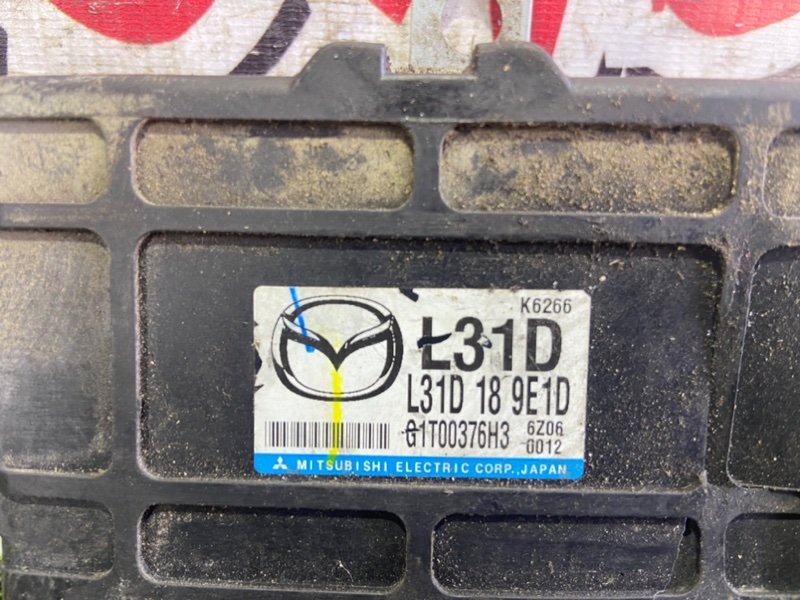 K6266
L31D
L31D 18 9E1D
G1T00376H3 6Z06
0012
MITSUBISHI ELECTRIC CORP., JAPAN